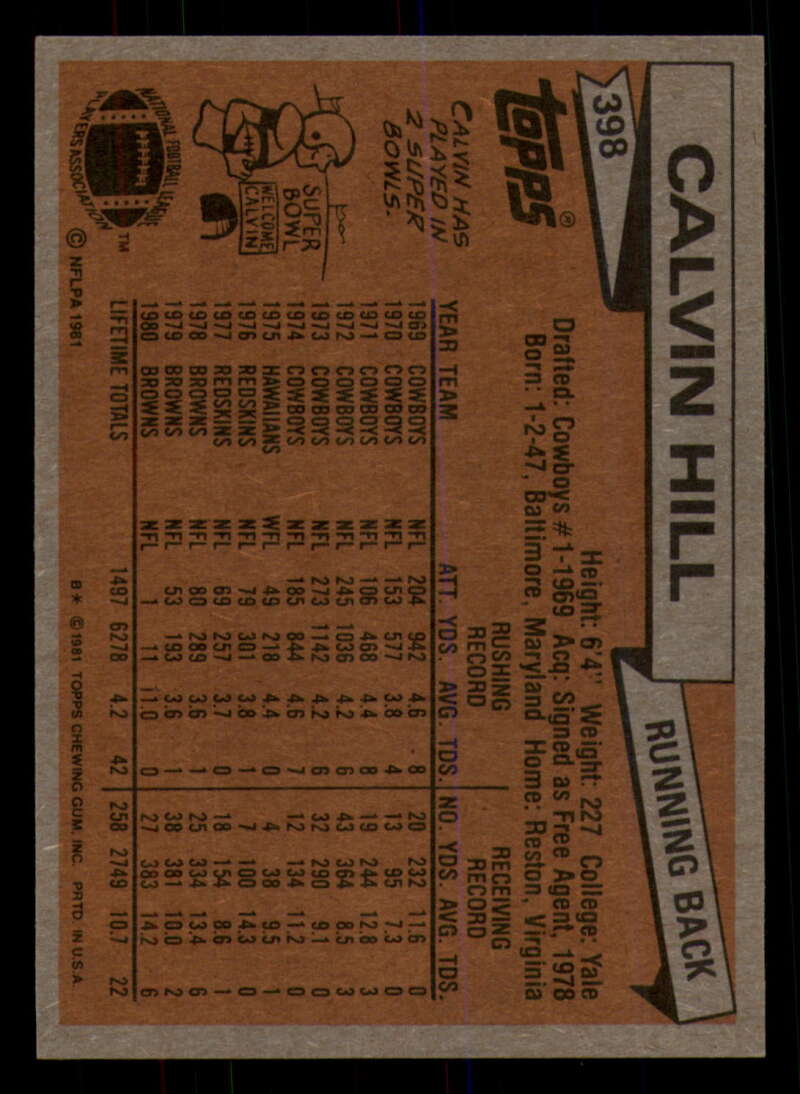 CALVIN HILL
RUNNING BACK
398
topps®
Height: 6'4" Weight: 227 College: Yale
Drafted: Cowboys #1-1969 Acq: Signed as Free Agent, 1978
Born: 1-2-47, Baltimore, Maryland Home: Reston, Virginia
CALVIN HAS
PLAYED IN
2 SUPER
BOWLS.
SUPER
BOWL
WELCOME
CALVIN
NATIONAL FOOTBALL LEAGUE
PLAYERS ASSOCIATION
TM
© NFLPA 1981
RUSHING RECEIVING
RECORD RECORD
YEAR TEAM ATT. YDS. AVG. TDS. NO. YDS. AVG. TDS.
1969 COWBOYS NFL 204 942 4.6 8 20 232 11.6 0
1970 COWBOYS NFL 153 577 3.8 4 13 95 7.3 0
1971 COWBOYS NFL 106 468 4.4 8 19 244 12.8 3
1972 COWBOYS NFL 245 1036 4.2 6 43 364 8.5 3
1973 COWBOYS NFL 273 1142 4.2 6 32 290 9.1 0
1974 COWBOYS NFL 185 844 4.6 7 12 134 11.2 0
1975 HAWAIIANS WFL 49 218 4.4 0 4 38 9.5 1
1976 REDSKINS NFL 79 301 3.8 1 7 100 14.3 0
1977 REDSKINS NFL 69 257 3.7 0 18 154 8.6 1
1978 BROWNS NFL 80 289 3.6 1 25 334 13.4 6
1979 BROWNS NFL 53 193 3.6 1 38 381 10.0 2
1980 BROWNS NFL 1 11 11.0 0 27 383 14.2 6
LIFETIME TOTALS 1497 6278 4.2 42 258 2749 10.7 22
B* ©1981 TOPPS CHEWING GUM, INC. PRTD. IN U.S.A.